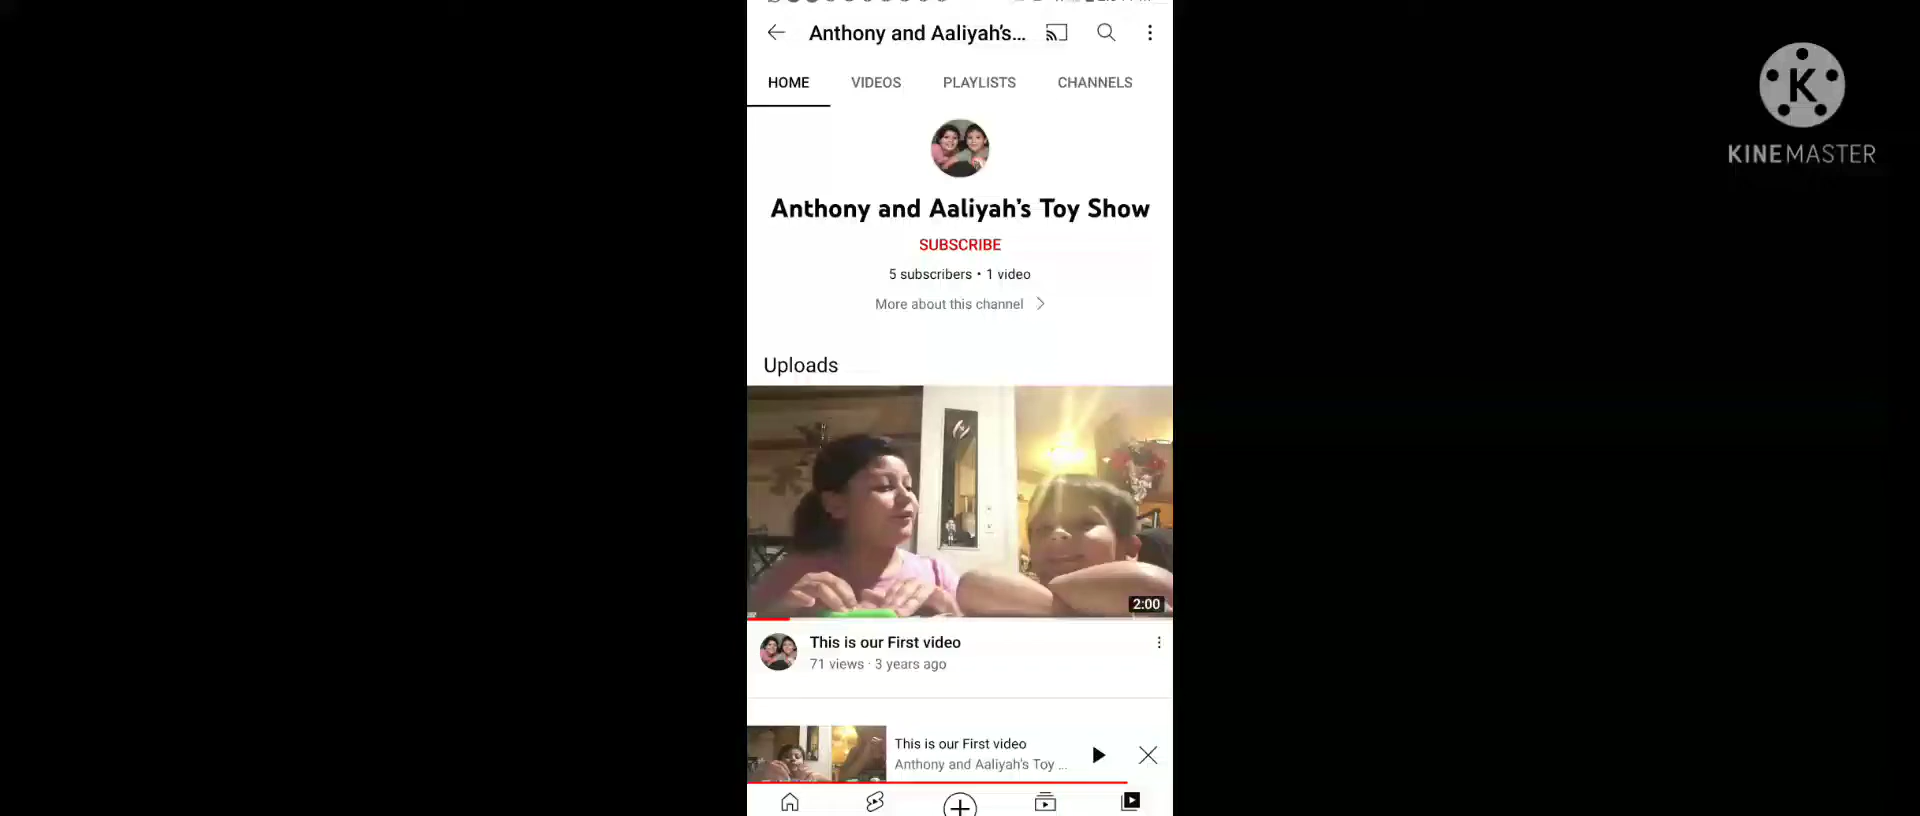 Anthony and Aaliyah's...
HOME VIDEOS PLAYLISTS CHANNELS
K
KINEMASTER
Anthony and Aaliyah's Toy Show
SUBSCRIBE
5 subscribers • 1 video
More about this channel
Uploads
2:00
This is our First video
71 views · 3 years ago
This is our First video
Anthony and Aaliyah's Toy ...